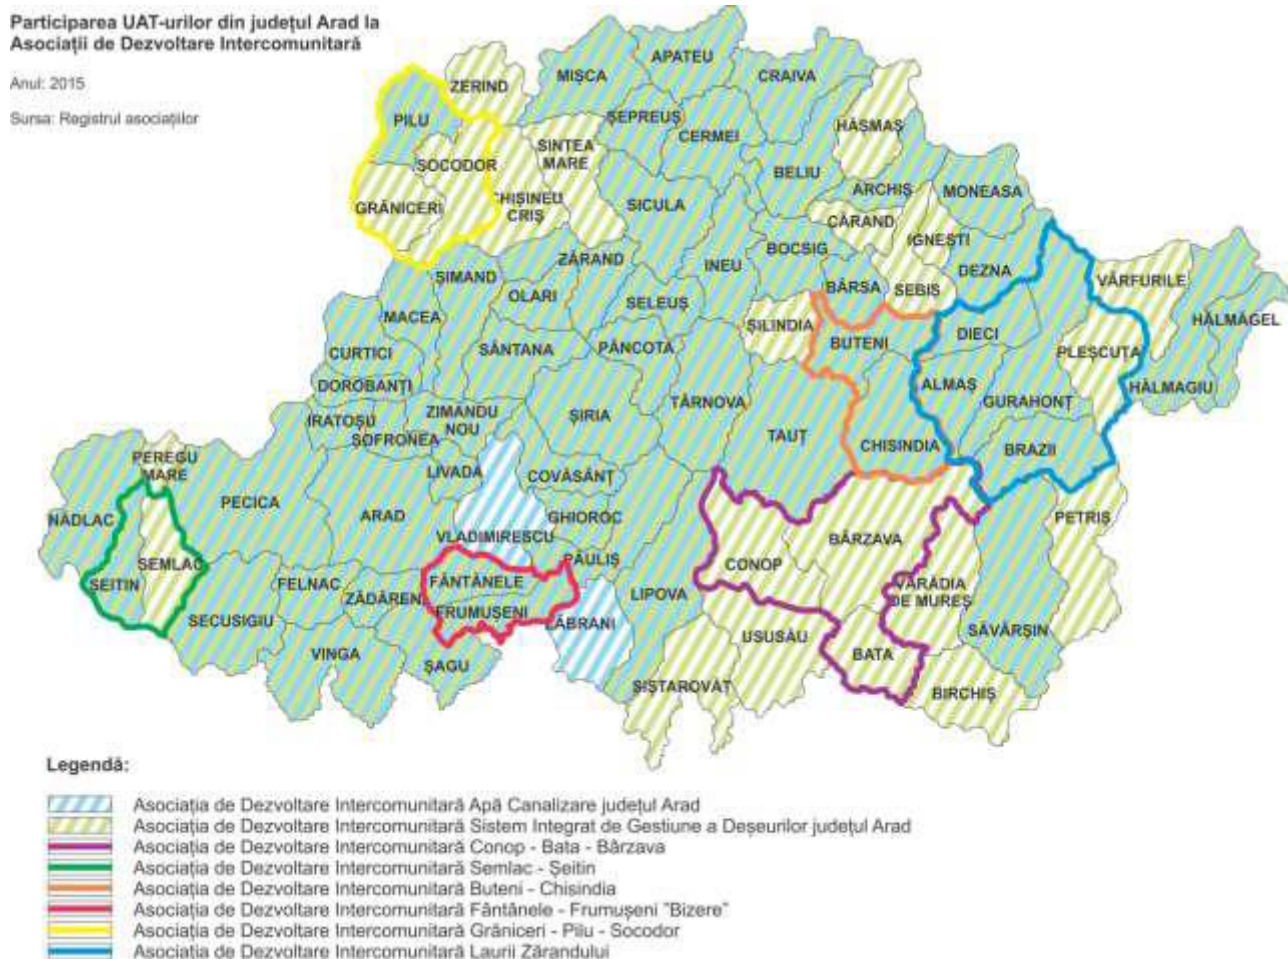 Participarea UAT-urilor din județul Arad la
Asociații de Dezvoltare Intercomunitară
Anul: 2015
Sursa: Registrul asociațiilor
APATEU
MIȘCA
CRAIVA
ZERIND
PILU
ȘEPREUȘ
CERMEI
HĂSMAȘ
SINTEA
MARE
SOCODOR
BELIU
ARCHIȘ
MONEASA
GRĂNICERI
CHIȘINEU
CRIȘ
SICULA
CĂRAND
IGNEȘTI
BOCSIG
ZĂRAND
INEU
DEZNA
ȘIMAND
VÂRFURILE
OLARI
SELEUȘ
BÂRSA
SEBIȘ
MACEA
HĂLMĂGEL
ȘILINDIA
DIECI
BUTENI
CURTICI
SÂNTANA
PÂNCOTA
PLEȘCUȚA
DOROBANȚI
ALMAȘ
HĂLMAGIU
GURAHONȚ
ȘIRIA
TÂRNOVA
IRATOȘU
ZIMANDU
NOU
SOFRONEA
TAUȚ
CHISINDIA
BRAZII
PEREGU
MARE
LIVADA
COVĂSÂNȚ
PECICA
ARAD
GHIOROC
NĂDLAC
PETRIȘ
VLADIMIRESCU
BÂRZAVA
PĂULIȘ
SEMLAC
CONOP
SEITIN
FELNAC
FÂNTÂNELE
VĂRĂDIA
DE MUREȘ
ZĂDĂRENI
LIPOVA
FRUMUȘENI
SECUSIGIU
ZĂBRANI
SĂVÂRȘIN
USUSĂU
VINGA
BATA
ȘAGU
SIȘTAROVĂȚ
BIRCHIȘ
Legendă:
Asociația de Dezvoltare Intercomunitară Apă Canalizare județul Arad
Asociația de Dezvoltare Intercomunitară Sistem Integrat de Gestiune a Deșeurilor județul Arad
Asociația de Dezvoltare Intercomunitară Conop - Bata - Bârzava
Asociația de Dezvoltare Intercomunitară Semlac - Șeitin
Asociația de Dezvoltare Intercomunitară Buteni - Chisindia
Asociația de Dezvoltare Intercomunitară Fântânele - Frumușeni "Bizere"
Asociația de Dezvoltare Intercomunitară Grăniceri - Pilu - Socodor
Asociația de Dezvoltare Intercomunitară Laurii Zărandului